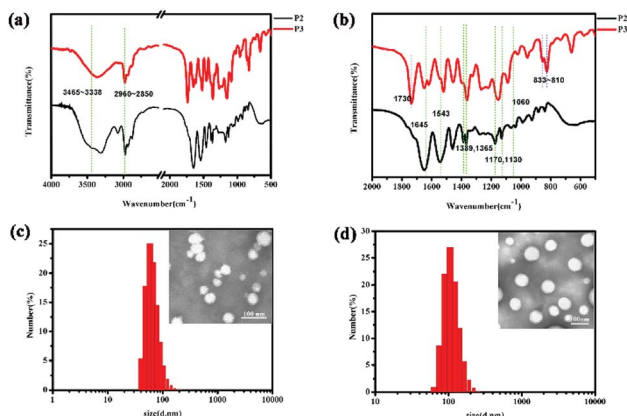 (a)
P2
P3
Transmittance(%)
3465~3338
2960~2850
4000 3000 2000 1500 1000 500
Wavenumber(cm-1)
(b)
P2
P3
Transmittance(%)
1730
1645
1543
1389,1365
1170,1130
1060
833~810
2000 1800 1600 1400 1200 1000 800 600
Wavenumber(cm-1)
(c)
Number(%)
25
20
15
10
5
0
100 nm
1 10 100 1000 10000
size(d,nm)
(d)
Number(%)
30
25
20
15
10
5
0
10 100 1000 10000
size(d,nm)